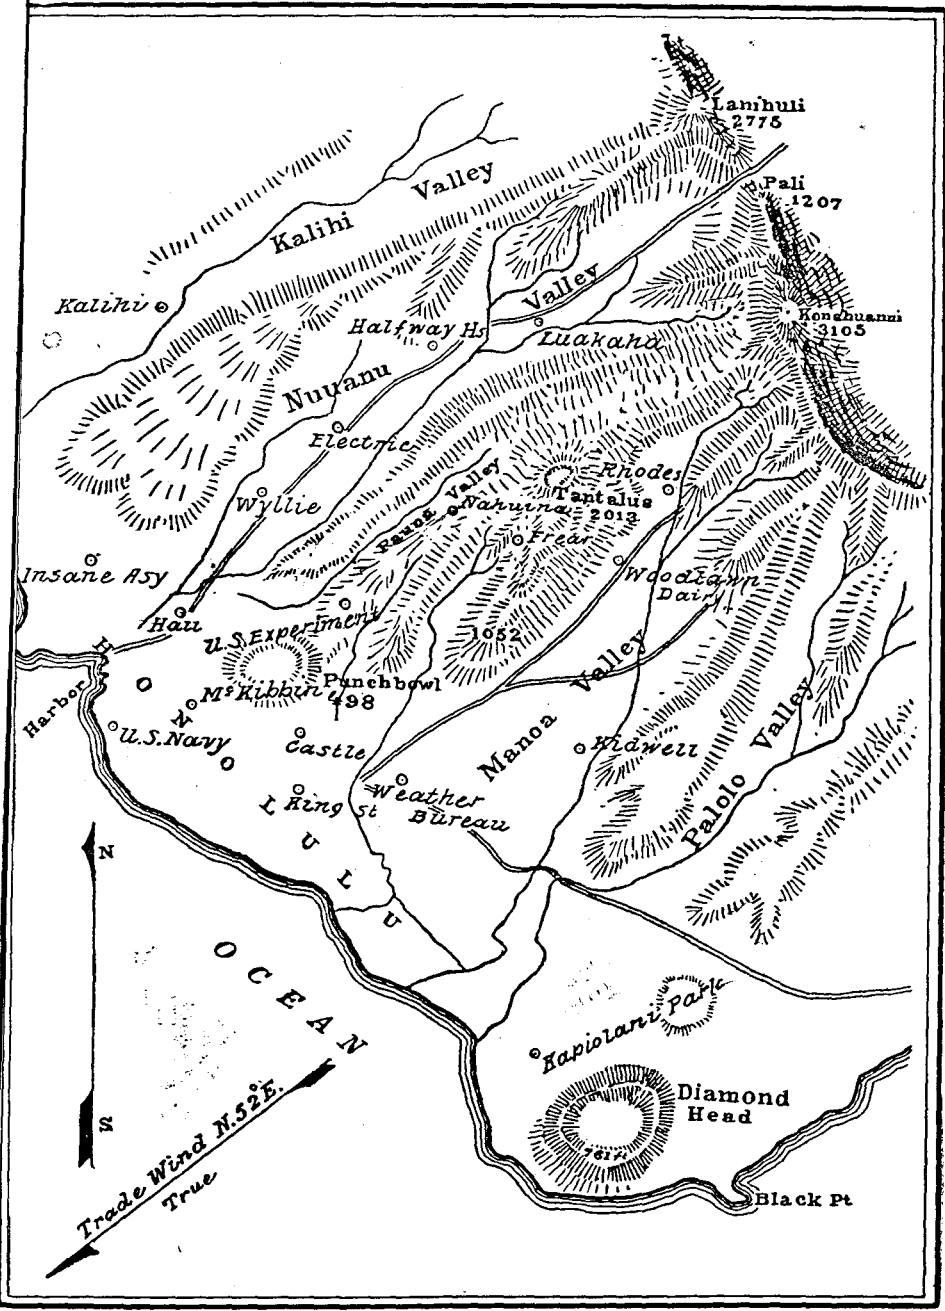 Lanihuli
2775
Pali
1207
Kalihi Valley
Kalihi
Konahuanui
3105
Nuuanu Valley
Halfway Hs
Luakaha
Electric
Pauoa Valley
Rhodes
Tantalus
2013
Nahuina
Wyllie
Frear
Insane Asy
Woodlawn
Dairy
Hau
U.S. Experiment
1052
Harbor
McKibbin
Punchbowl
498
U.S. Navy
Castle
Manoa Valley
Kidwell
Palolo Valley
HONOLULU
King St
Weather
Bureau
N
S
OCEAN
Kapiolani Park
Diamond
Head
761 ft.
Trade Wind N.52°E.
True
Black Pt